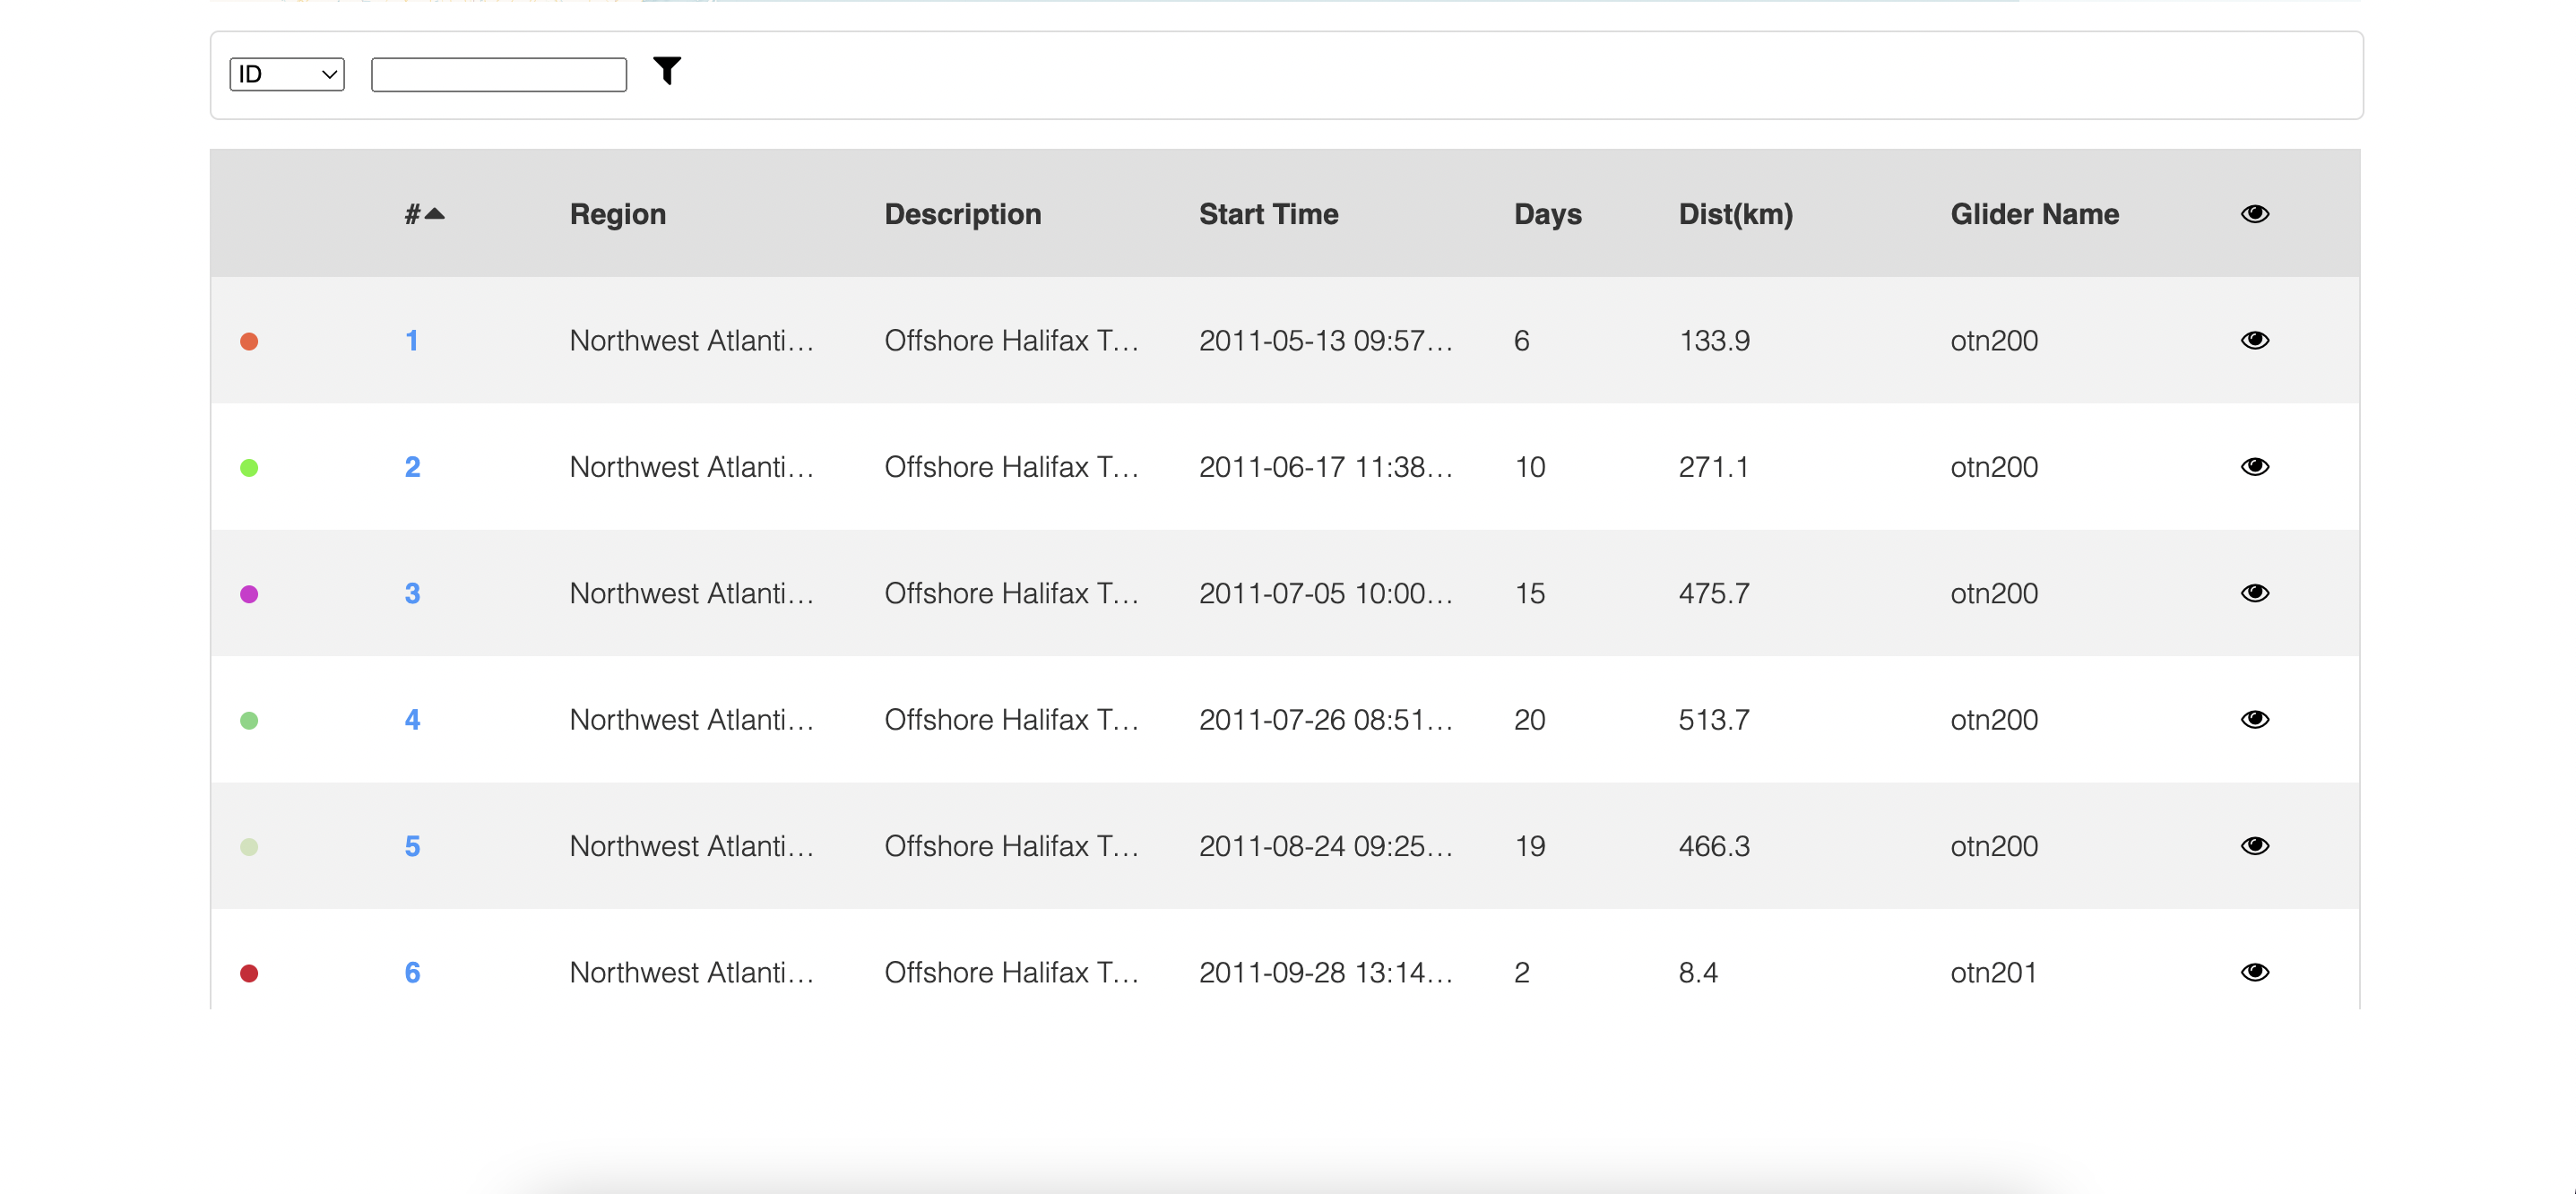 ID
# Region Description Start Time Days Dist(km) Glider Name
1 Northwest Atlanti... Offshore Halifax T... 2011-05-13 09:57... 6 133.9 otn200
2 Northwest Atlanti... Offshore Halifax T... 2011-06-17 11:38... 10 271.1 otn200
3 Northwest Atlanti... Offshore Halifax T... 2011-07-05 10:00... 15 475.7 otn200
4 Northwest Atlanti... Offshore Halifax T... 2011-07-26 08:51... 20 513.7 otn200
5 Northwest Atlanti... Offshore Halifax T... 2011-08-24 09:25... 19 466.3 otn200
6 Northwest Atlanti... Offshore Halifax T... 2011-09-28 13:14... 2 8.4 otn201